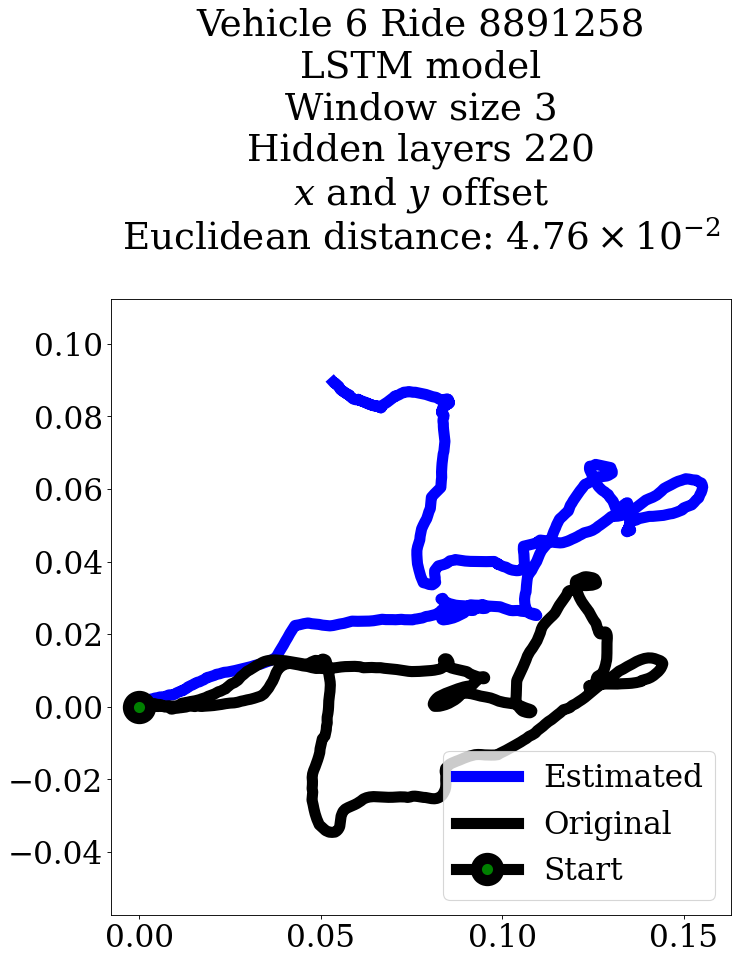 Vehicle 6 Ride 8891258
LSTM model
Window size 3
Hidden layers 220
x and y offset
Euclidean distance: 4.76 × 10⁻²
0.10
0.08
0.06
0.04
0.02
0.00
−0.02
−0.04
Estimated
Original
Start
0.00 0.05 0.10 0.15